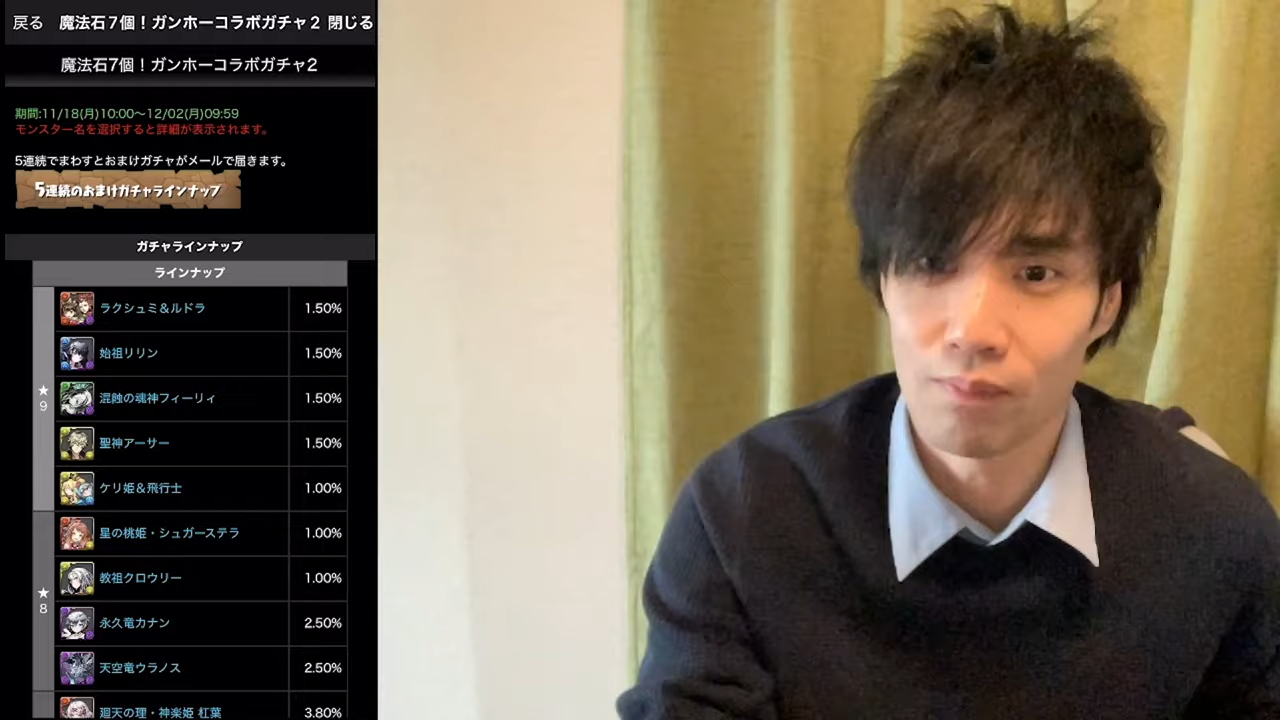 戻る 魔法石7個！ガンホーコラボガチャ2 閉じる
魔法石7個！ガンホーコラボガチャ2
期間:11/18(月)10:00〜12/02(月)09:59
モンスター名を選択すると詳細が表示されます。
5連続でまわすとおまけガチャがメールで届きます。
5連続のおまけガチャラインナップ
ガチャラインナップ
ラインナップ
★9
ラクシュミ＆ルドラ 1.50%
始祖リリン 1.50%
混蝕の魂神フィーリィ 1.50%
聖神アーサー 1.50%
ケリ姫＆飛行士 1.00%
★8
星の桃姫・シュガーステラ 1.00%
教祖クロウリー 1.00%
永久竜カナン 2.50%
天空竜ウラノス 2.50%
廻天の理・神楽姫 杠葉 3.80%